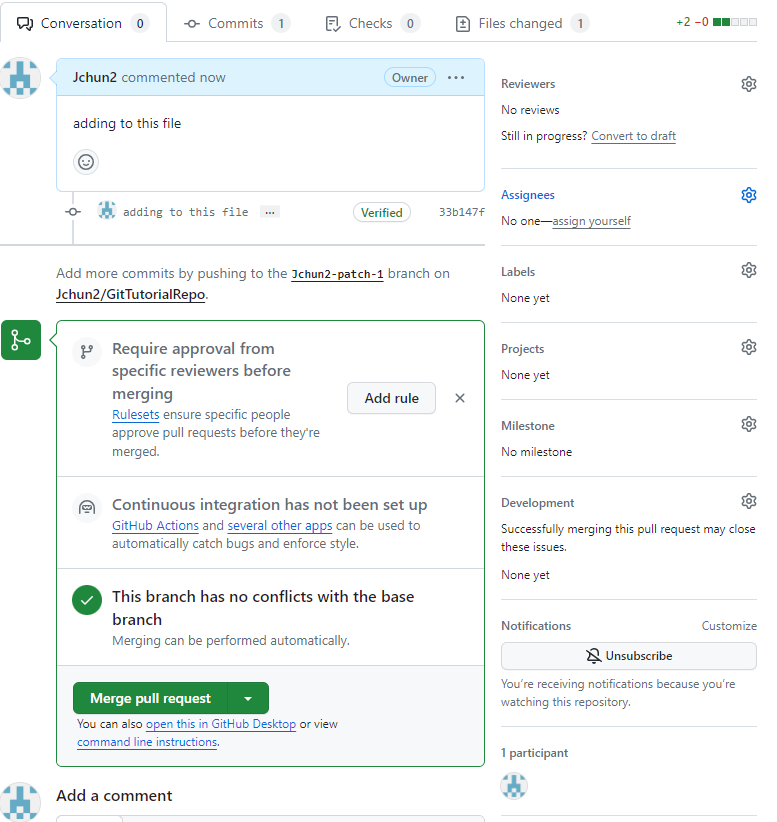 Conversation 0 Commits 1 Checks 0 Files changed 1 +2 −0
Jchun2 commented now Owner ...
adding to this file
adding to this file ... Verified 33b147f
Add more commits by pushing to the Jchun2-patch-1 branch on
Jchun2/GitTutorialRepo.
Require approval from
specific reviewers before
merging
Rulesets ensure specific people
approve pull requests before they're
merged.
Add rule
Continuous integration has not been set up
GitHub Actions and several other apps can be used to
automatically catch bugs and enforce style.
This branch has no conflicts with the base
branch
Merging can be performed automatically.
Merge pull request
You can also open this in GitHub Desktop or view
command line instructions.
Add a comment
Reviewers
No reviews
Still in progress? Convert to draft
Assignees
No one—assign yourself
Labels
None yet
Projects
None yet
Milestone
No milestone
Development
Successfully merging this pull request may close
these issues.
None yet
Notifications Customize
Unsubscribe
You're receiving notifications because you're
watching this repository.
1 participant